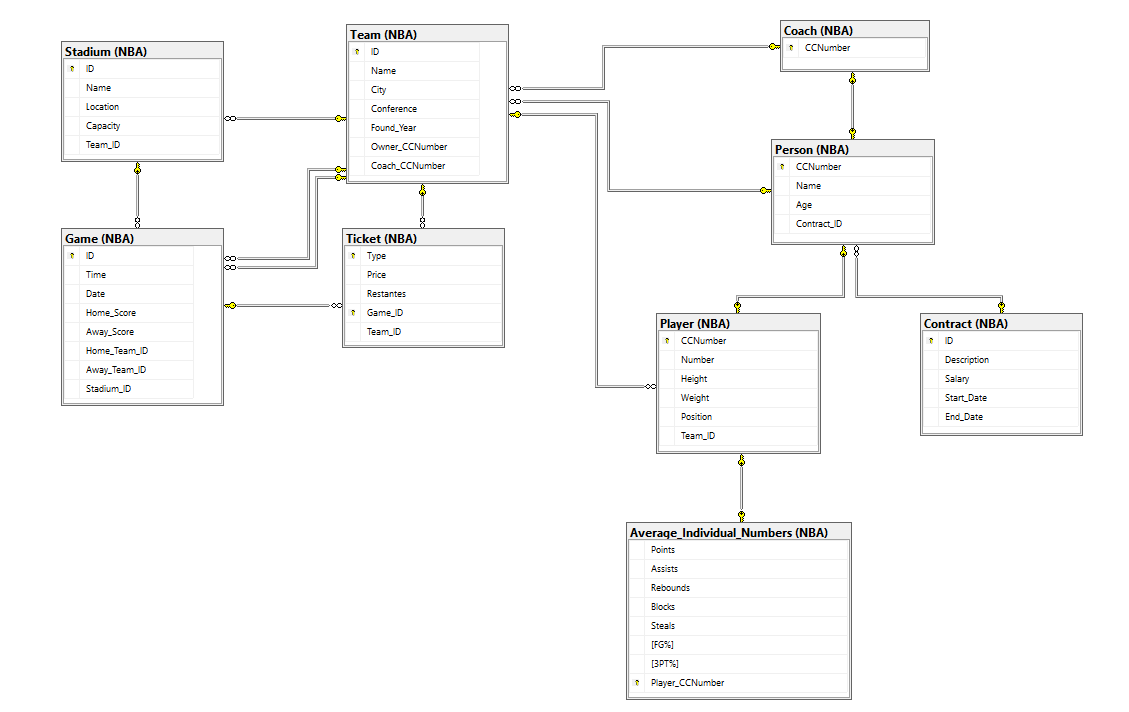 Stadium (NBA)
ID
Name
Location
Capacity
Team_ID
Team (NBA)
ID
Name
City
Conference
Found_Year
Owner_CCNumber
Coach_CCNumber
Coach (NBA)
CCNumber
Person (NBA)
CCNumber
Name
Age
Contract_ID
Game (NBA)
ID
Time
Date
Home_Score
Away_Score
Home_Team_ID
Away_Team_ID
Stadium_ID
Ticket (NBA)
Type
Price
Restantes
Game_ID
Team_ID
Player (NBA)
CCNumber
Number
Height
Weight
Position
Team_ID
Contract (NBA)
ID
Description
Salary
Start_Date
End_Date
Average_Individual_Numbers (NBA)
Points
Assists
Rebounds
Blocks
Steals
[FG%]
[3PT%]
Player_CCNumber